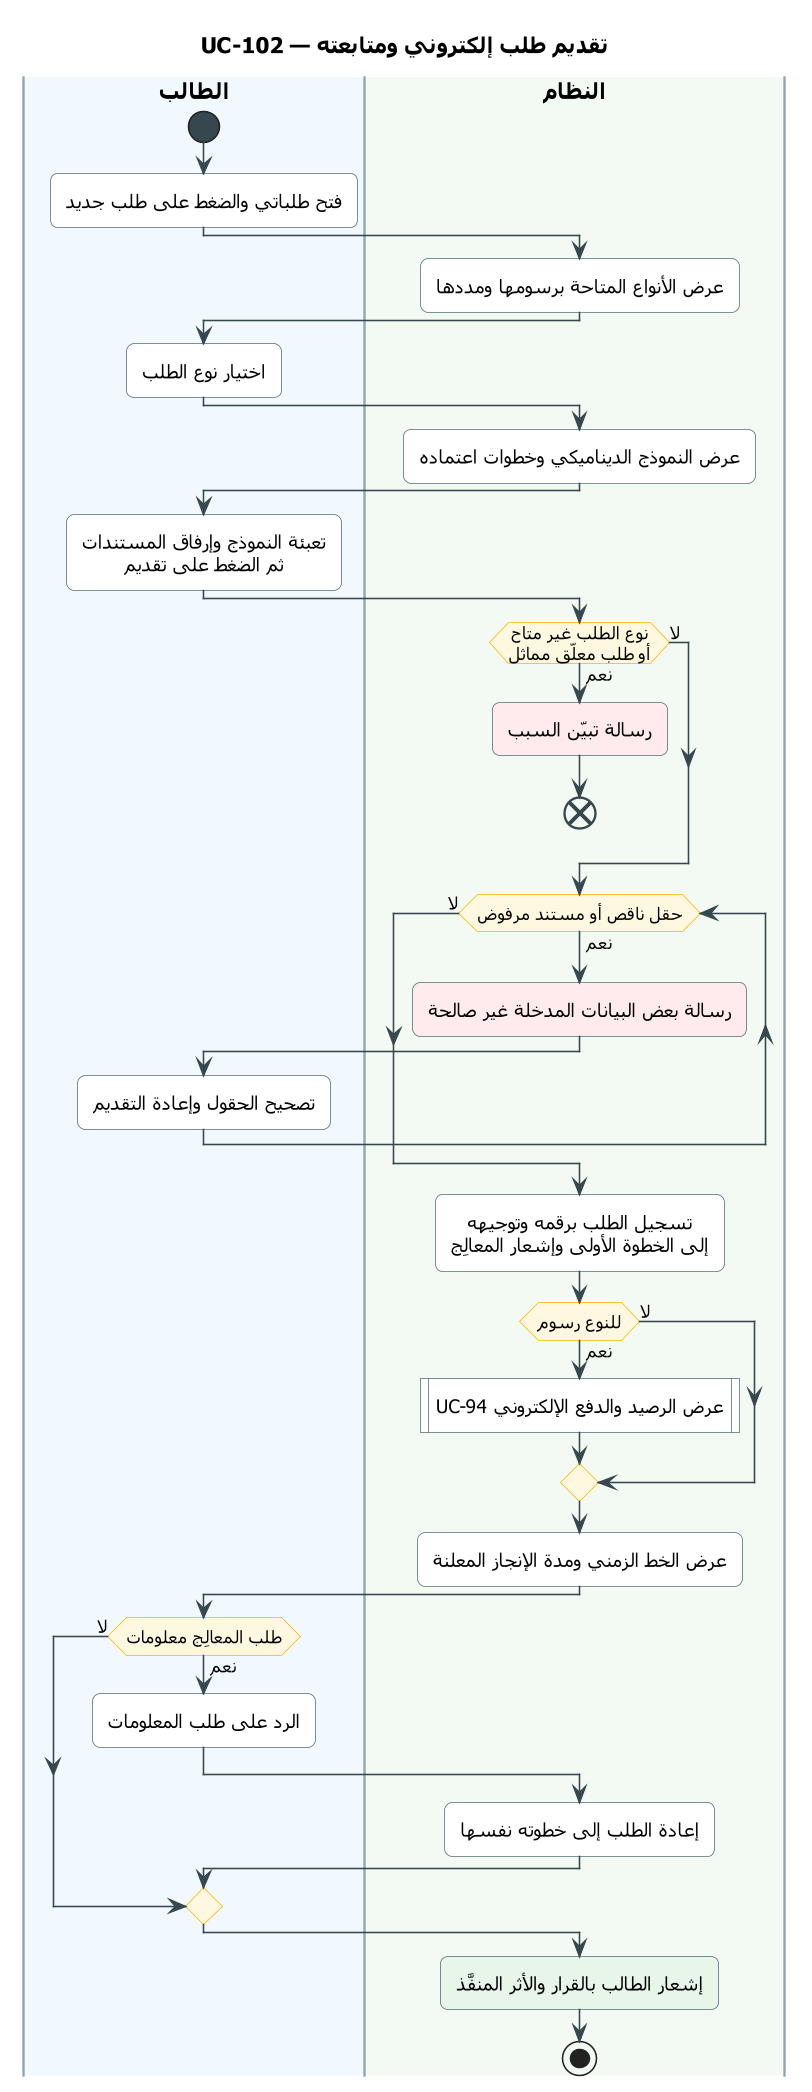 UC-102 — تقديم طلب إلكتروني ومتابعته
الطالب
النظام
فتح طلباتي والضغط على طلب جديد
عرض الأنواع المتاحة برسومها ومددها
اختيار نوع الطلب
عرض النموذج الديناميكي وخطوات اعتماده
تعبئة النموذج وإرفاق المستندات
ثم الضغط على تقديم
نوع الطلب غير متاح
أو طلب معلّق مماثل
لا
نعم
رسالة تبيّن السبب
حقل ناقص أو مستند مرفوض
لا
نعم
رسالة بعض البيانات المدخلة غير صالحة
تصحيح الحقول وإعادة التقديم
تسجيل الطلب برقمه وتوجيهه
إلى الخطوة الأولى وإشعار المعالِج
للنوع رسوم
لا
نعم
عرض الرصيد والدفع الإلكتروني UC-94
عرض الخط الزمني ومدة الإنجاز المعلنة
طلب المعالِج معلومات
لا
نعم
الرد على طلب المعلومات
إعادة الطلب إلى خطوته نفسها
إشعار الطالب بالقرار والأثر المنفَّذ